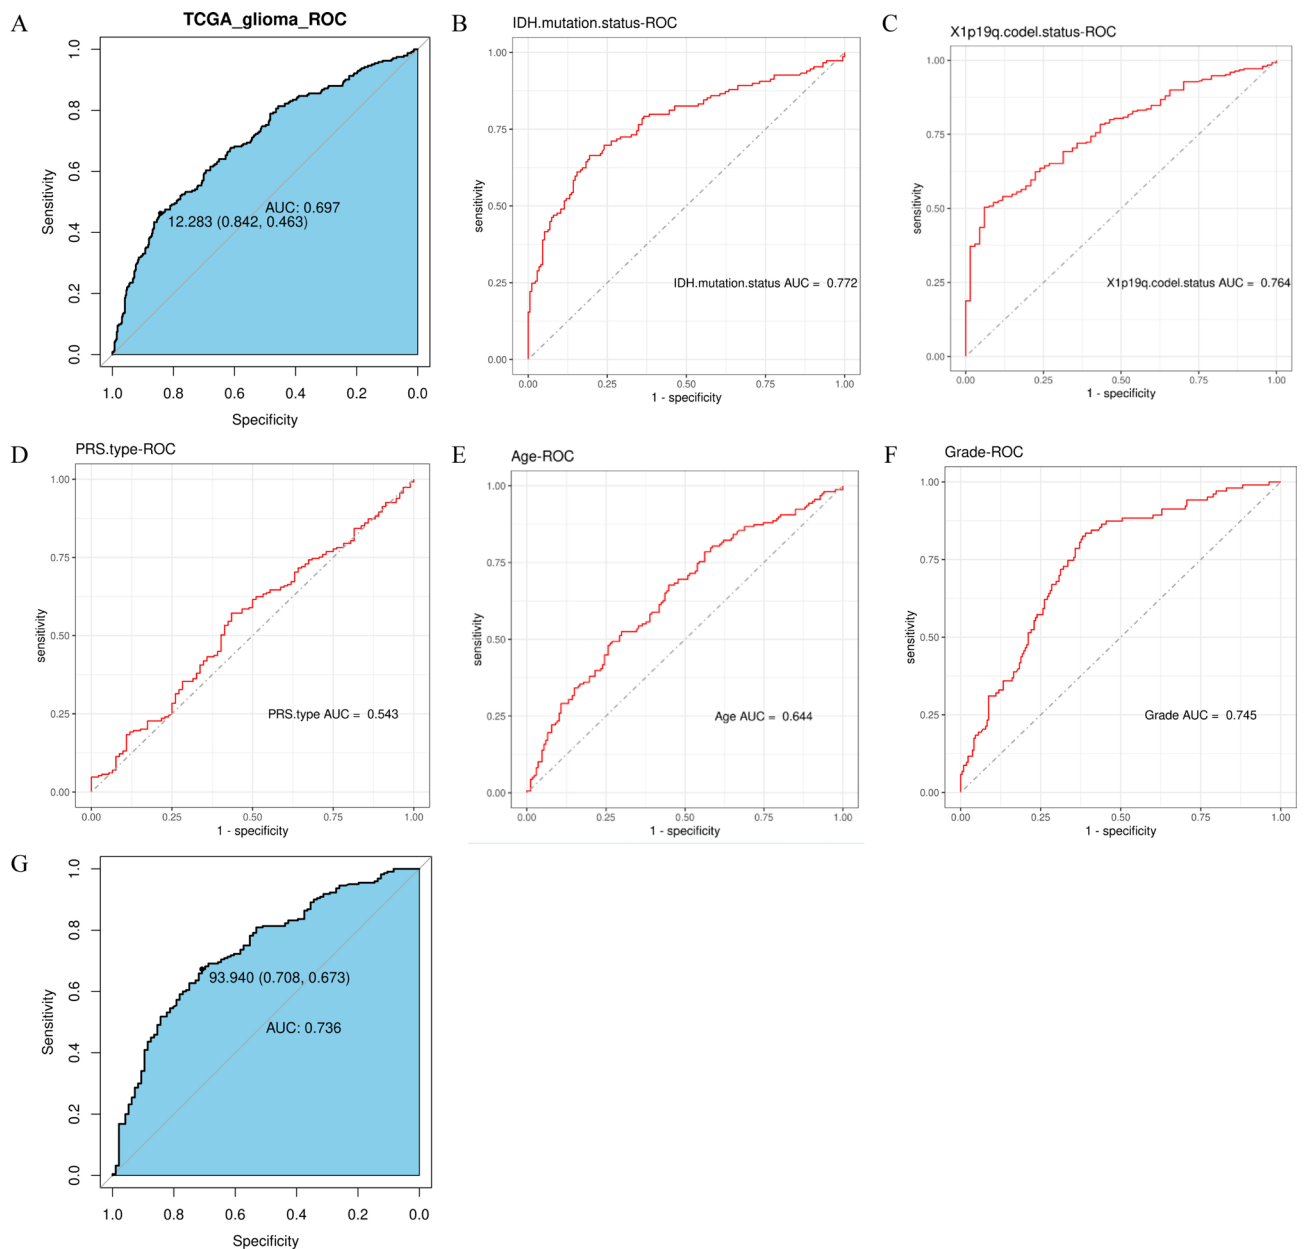 A
TCGA_glioma_ROC
1.0
0.8
0.6
0.4
0.2
0.0
Sensitivity
AUC: 0.697
12.283 (0.842, 0.463)
1.0 0.8 0.6 0.4 0.2 0.0
Specificity
B
IDH.mutation.status-ROC
1.00
0.75
0.50
0.25
0.00
sensitivity
IDH.mutation.status AUC = 0.772
0.00 0.25 0.50 0.75 1.00
1 - specificity
C
X1p19q.codel.status-ROC
1.00
0.75
0.50
0.25
0.00
sensitivity
X1p19q.codel.status AUC = 0.764
0.00 0.25 0.50 0.75 1.00
1 - specificity
D
PRS.type-ROC
1.00
0.75
0.50
0.25
0.00
sensitivity
PRS.type AUC = 0.543
0.00 0.25 0.50 0.75 1.00
1 - specificity
E
Age-ROC
1.00
0.75
0.50
0.25
0.00
sensitivity
Age AUC = 0.644
0.00 0.25 0.50 0.75 1.00
1 - specificity
F
Grade-ROC
1.00
0.75
0.50
0.25
0.00
sensitivity
Grade AUC = 0.745
0.00 0.25 0.50 0.75 1.00
1 - specificity
G
1.0
0.8
0.6
0.4
0.2
0.0
Sensitivity
93.940 (0.708, 0.673)
AUC: 0.736
1.0 0.8 0.6 0.4 0.2 0.0
Specificity